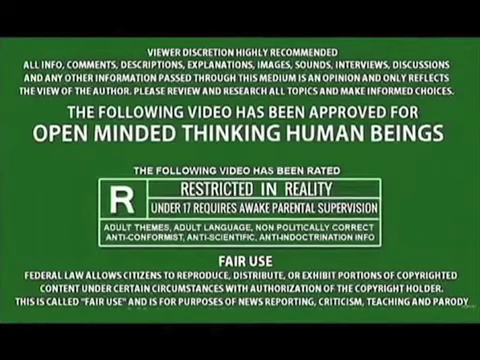 VIEWER DISCRETION HIGHLY RECOMMENDED
ALL INFO, COMMENTS, DESCRIPTIONS, EXPLANATIONS, IMAGES, SOUNDS, INTERVIEWS, DISCUSSIONS
AND ANY OTHER INFORMATION PASSED THROUGH THIS MEDIUM IS AN OPINION AND ONLY REFLECTS
THE VIEW OF THE AUTHOR. PLEASE REVIEW AND RESEARCH ALL TOPICS AND MAKE INFORMED CHOICES.
THE FOLLOWING VIDEO HAS BEEN APPROVED FOR
OPEN MINDED THINKING HUMAN BEINGS
THE FOLLOWING VIDEO HAS BEEN RATED
R
RESTRICTED IN REALITY
UNDER 17 REQUIRES AWAKE PARENTAL SUPERVISION
ADULT THEMES, ADULT LANGUAGE, NON POLITICALLY CORRECT
ANTI-CONFORMIST, ANTI-SCIENTIFIC, ANTI-INDOCTRINATION INFO
FAIR USE
FEDERAL LAW ALLOWS CITIZENS TO REPRODUCE, DISTRIBUTE, OR EXHIBIT PORTIONS OF COPYRIGHTED
CONTENT UNDER CERTAIN CIRCUMSTANCES WITH AUTHORIZATION OF THE COPYRIGHT HOLDER.
THIS IS CALLED "FAIR USE" AND IS FOR PURPOSES OF NEWS REPORTING, CRITICISM, TEACHING AND PARODY